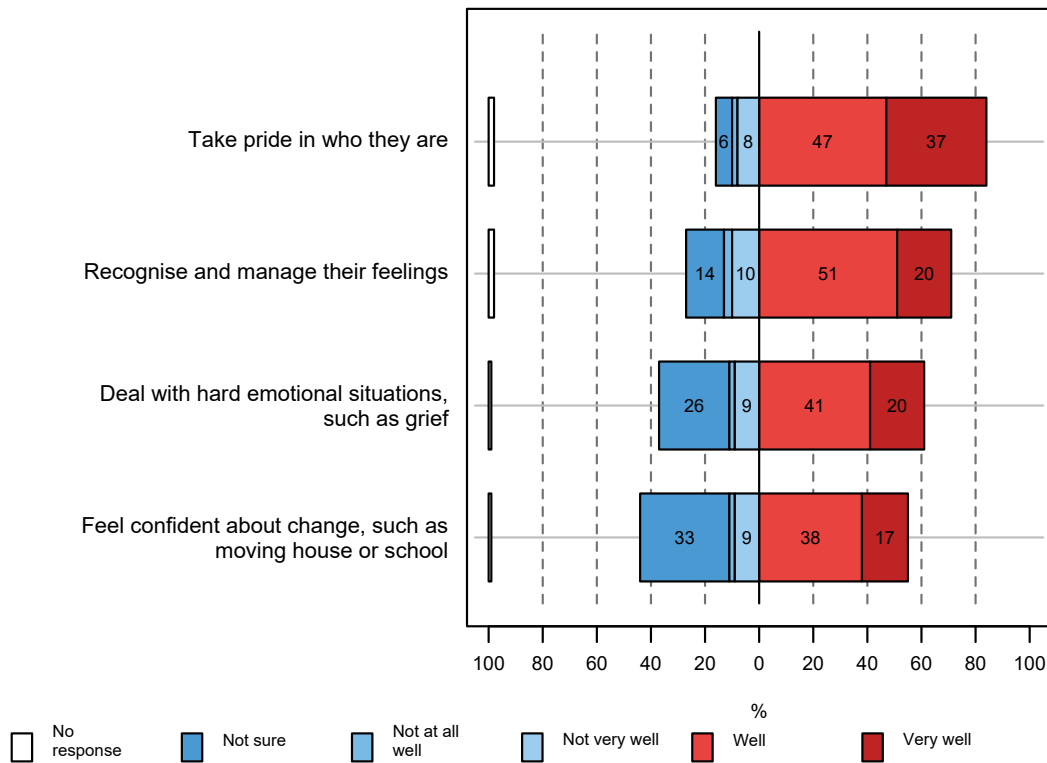 Take pride in who they are
6 8 47 37
Recognise and manage their feelings
14 10 51 20
Deal with hard emotional situations,
such as grief
26 9 41 20
Feel confident about change, such as
moving house or school
33 9 38 17
100 80 60 40 20 0 20 40 60 80 100
%
No
response
Not sure
Not at all
well
Not very well
Well
Very well